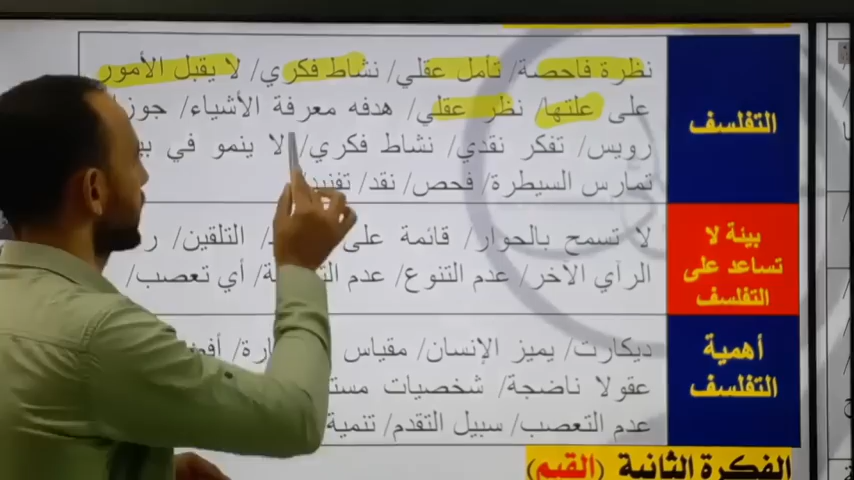 التفلسف
نظرة فاحصة/ تأمل عقلي/ نشاط فكري/ لا يقبل الأمور
على علتها/ نظر عقلي/ هدفه معرفة الأشياء/
رويس/ تفكر نقدي/ نشاط فكري/ لا ينمو في
تمارس السيطرة/ فحص/ نقد/ تفنيد/
بيئة لا
تساعد على
التفلسف
لا تسمح بالحوار/ قائمة على التلقين/
الرآي الآخر/ عدم التنوع/ عدم أي تعصب/
أهمية
التفلسف
ديكارت/ يميز الإنسان/ مقياس
عقولا ناضجة/ شخصيات
عدم التعصب/ سبيل التقدم/ تنمية
الفكرة الثانية (القيم)